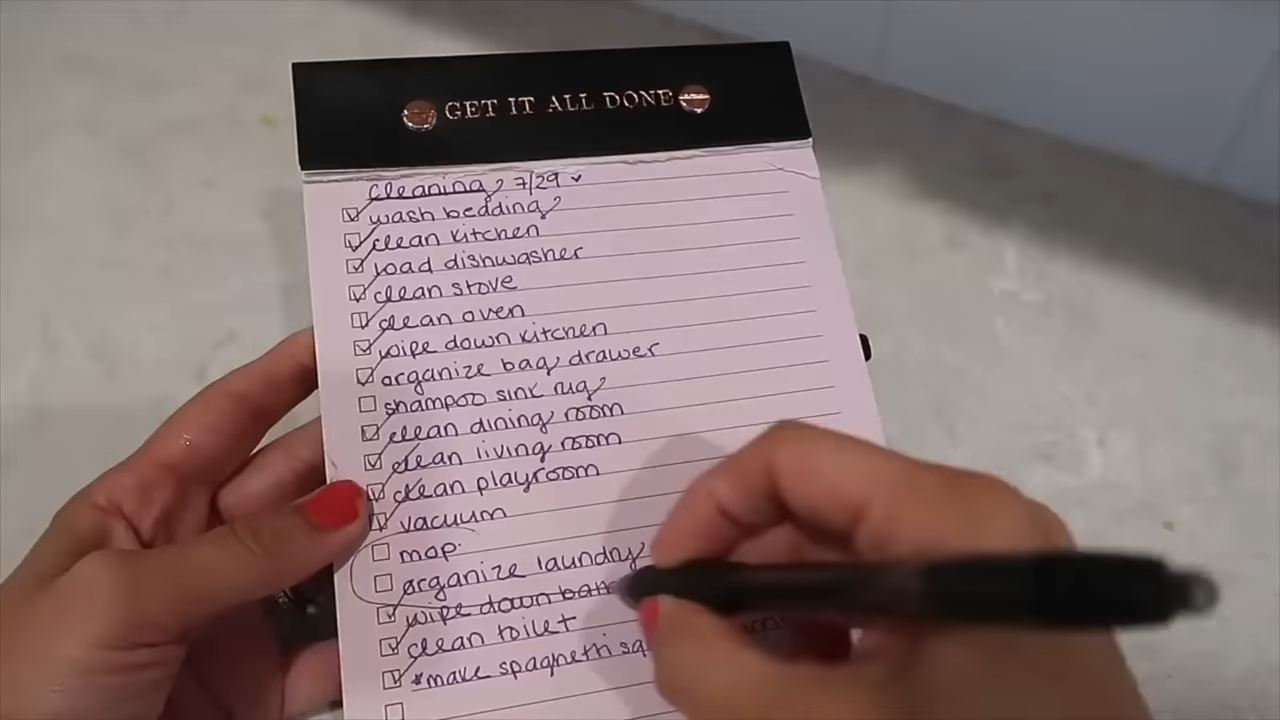 GET IT ALL DONE
cleaning 7/29 ✓
wash bedding
clean kitchen
load dishwasher
clean stove
clean oven
wipe down kitchen
organize bag drawer
shampoo sink rug
clean dining room
clean living room
clean playroom
vacuum
mop
organize laundry
wipe down
clean toilet
*make spaghetti